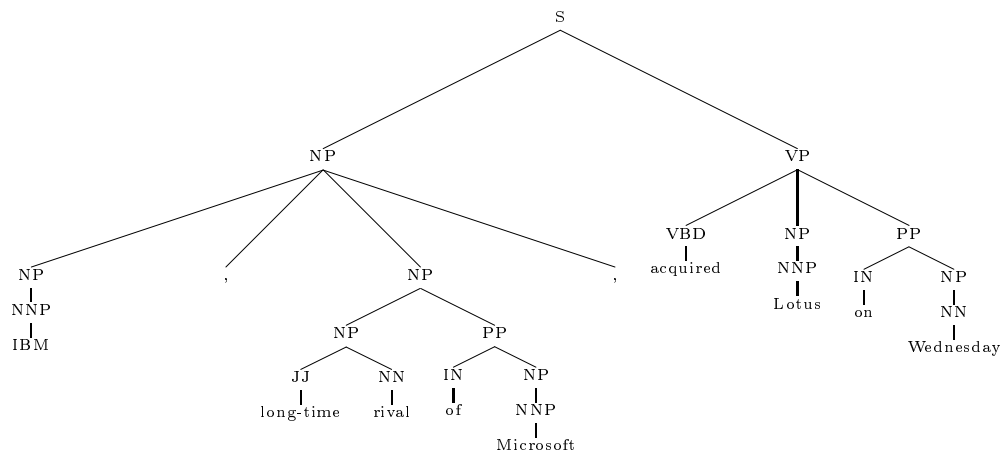 S
NP VP
VBD NP PP
acquired NNP IN NP
NP , NP ,
Lotus on NN
NNP
Wednesday
IBM
NP PP
JJ NN IN NP
long-time rival of NNP
Microsoft